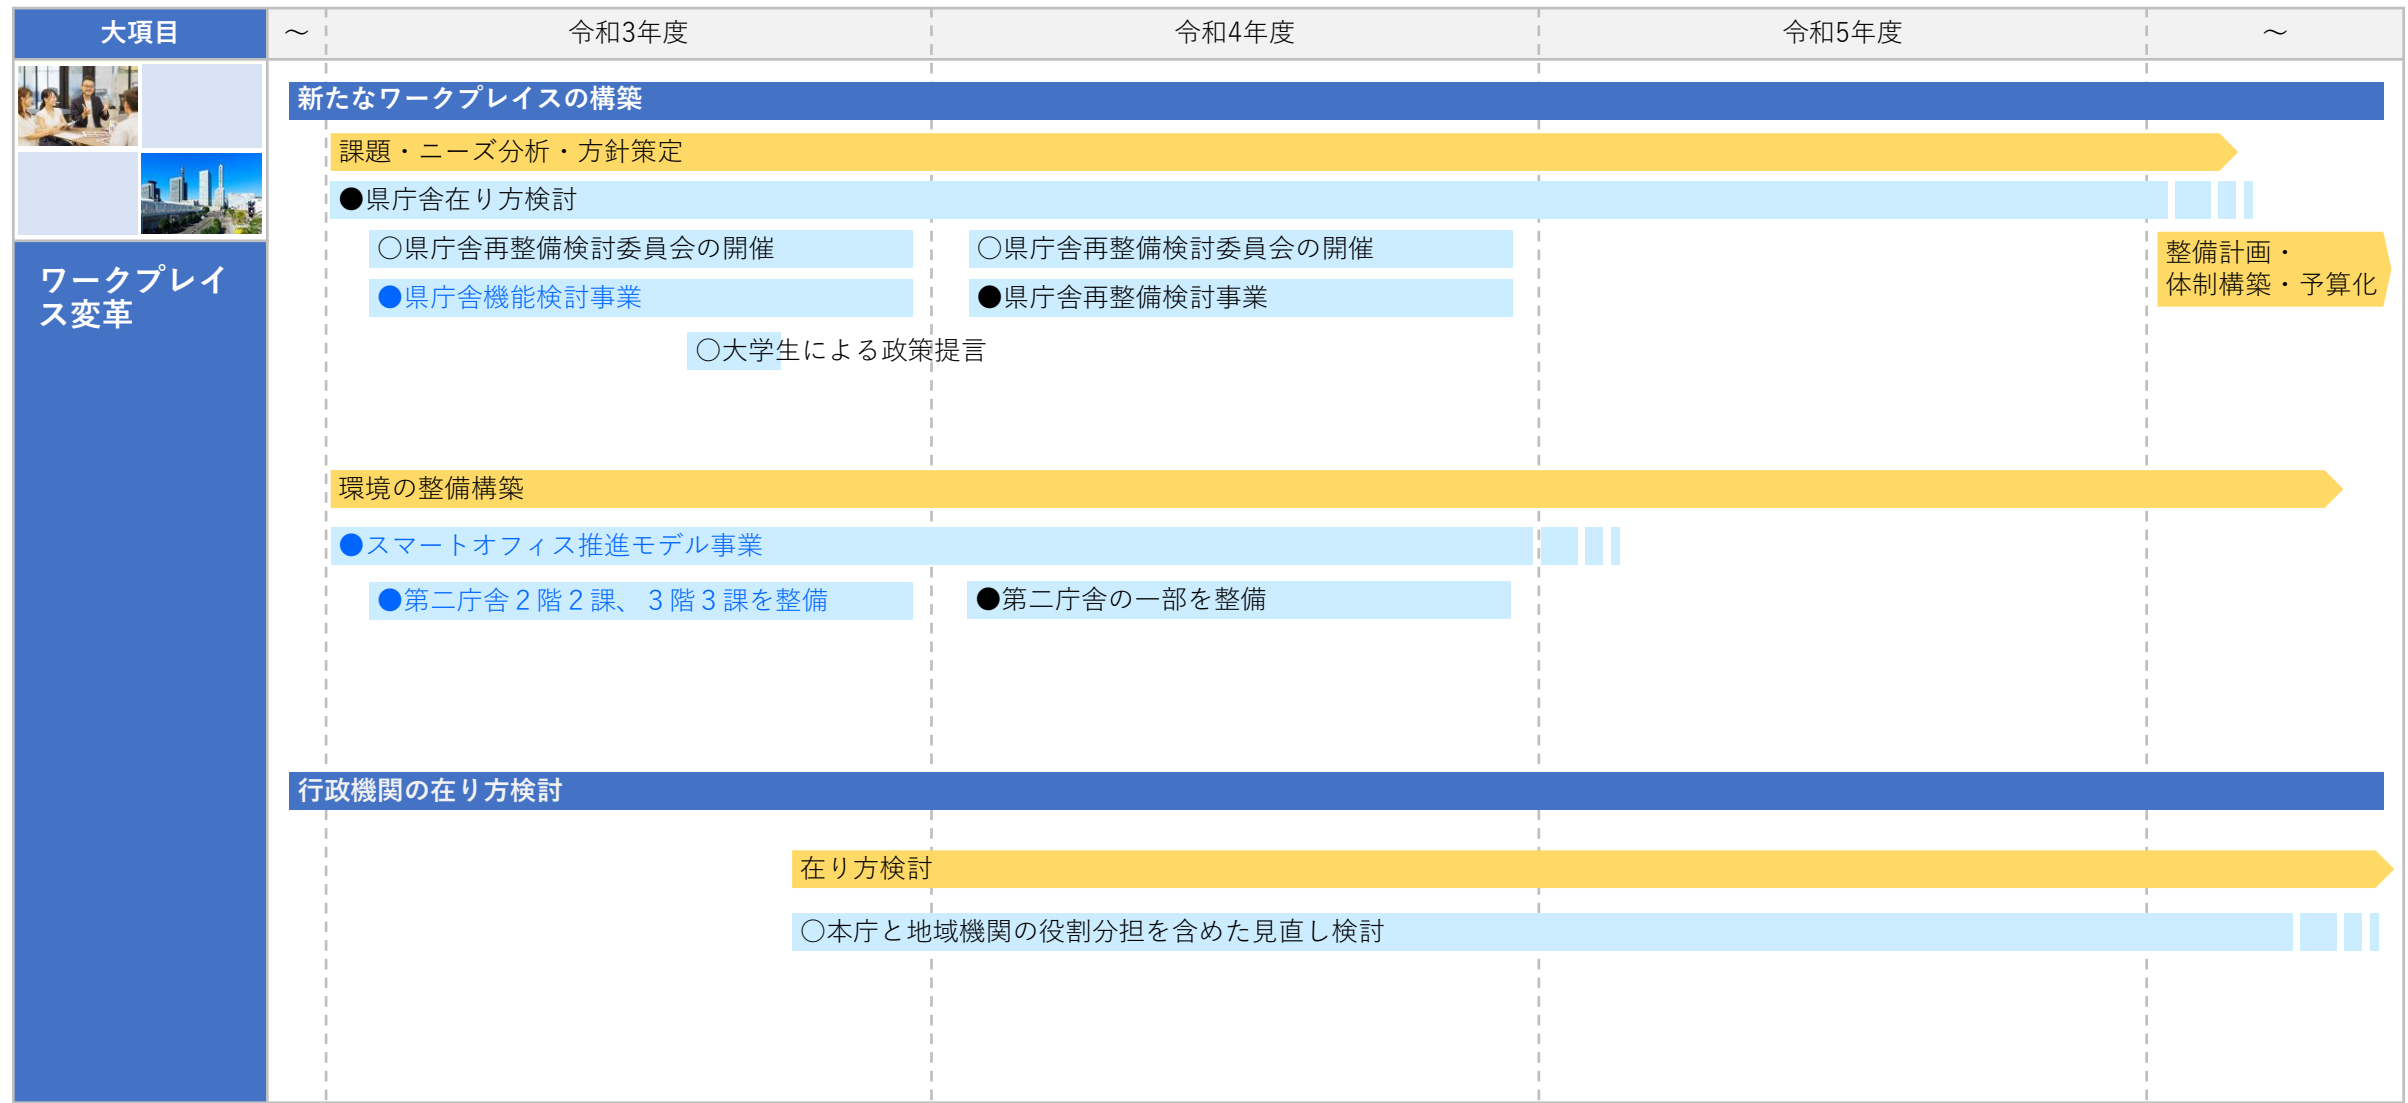 大項目
～
令和3年度
令和4年度
令和5年度
～
ワークプレイ
ス変革
新たなワークプレイスの構築
課題・ニーズ分析・方針策定
●県庁舎在り方検討
○県庁舎再整備検討委員会の開催
○県庁舎再整備検討委員会の開催
整備計画・
体制構築・予算化
●県庁舎機能検討事業
●県庁舎再整備検討事業
○大学生による政策提言
環境の整備構築
●スマートオフィス推進モデル事業
●第二庁舎２階２課、３階３課を整備
●第二庁舎の一部を整備
行政機関の在り方検討
在り方検討
○本庁と地域機関の役割分担を含めた見直し検討